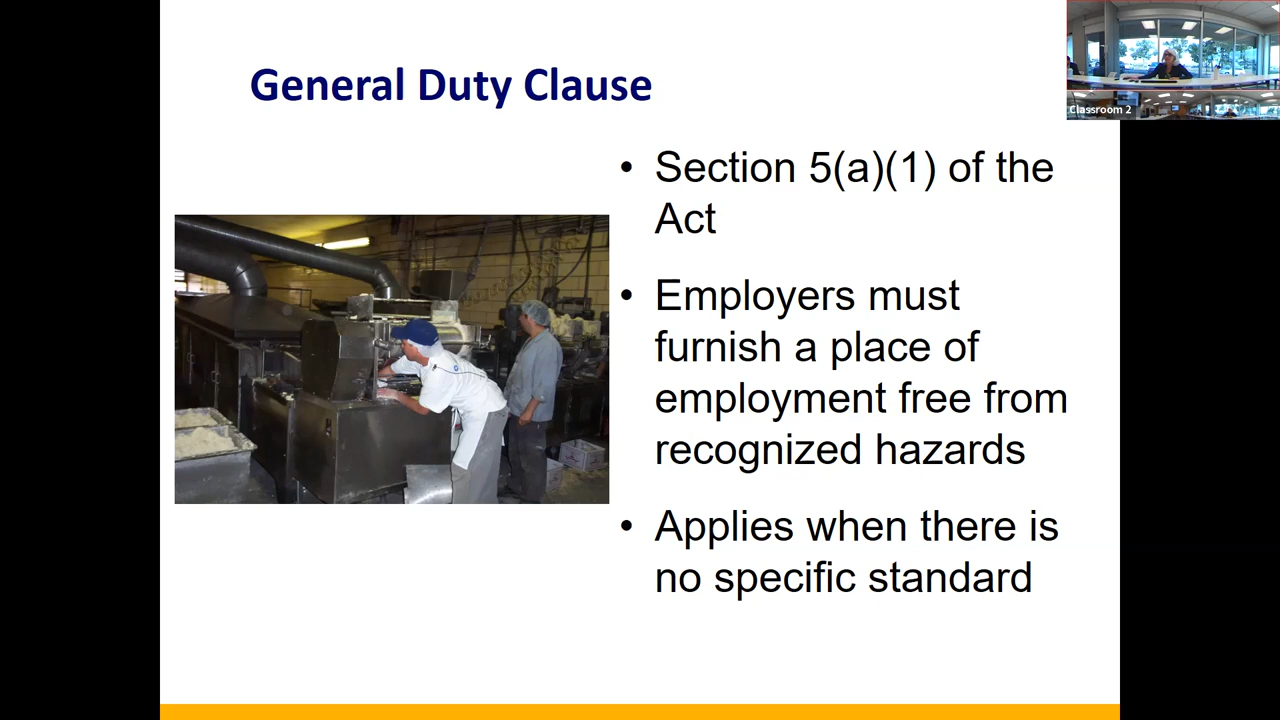 General Duty Clause
Classroom 2
• Section 5(a)(1) of the
Act
• Employers must
furnish a place of
employment free from
recognized hazards
• Applies when there is
no specific standard